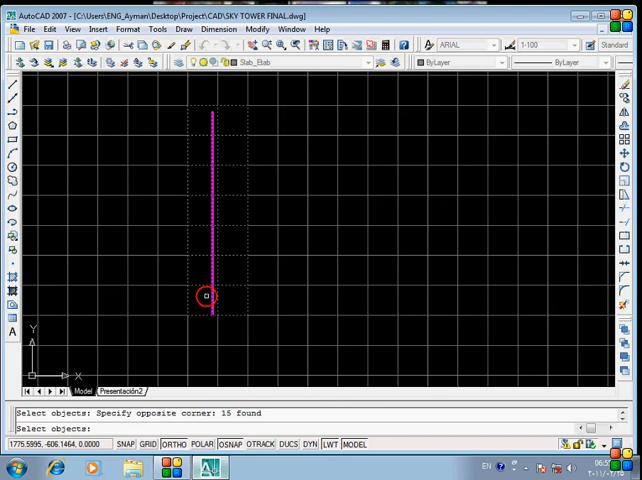 AutoCAD 2007 - [C:\Users\ENG_Ayman\Desktop\Project\CAD\SKY TOWER FINAL.dwg]
File Edit View Insert Format Tools Draw Dimension Modify Window Help
ARIAL 1-100 Standard
Slab_Etab ByLayer ByLayer
Y
X
Model Presentación2
Select objects: Specify opposite corner: 15 found
Select objects:
1775.5995, -606.1464, 0.0000 SNAP GRID ORTHO POLAR OSNAP OTRACK DUCS DYN LWT MODEL
EN